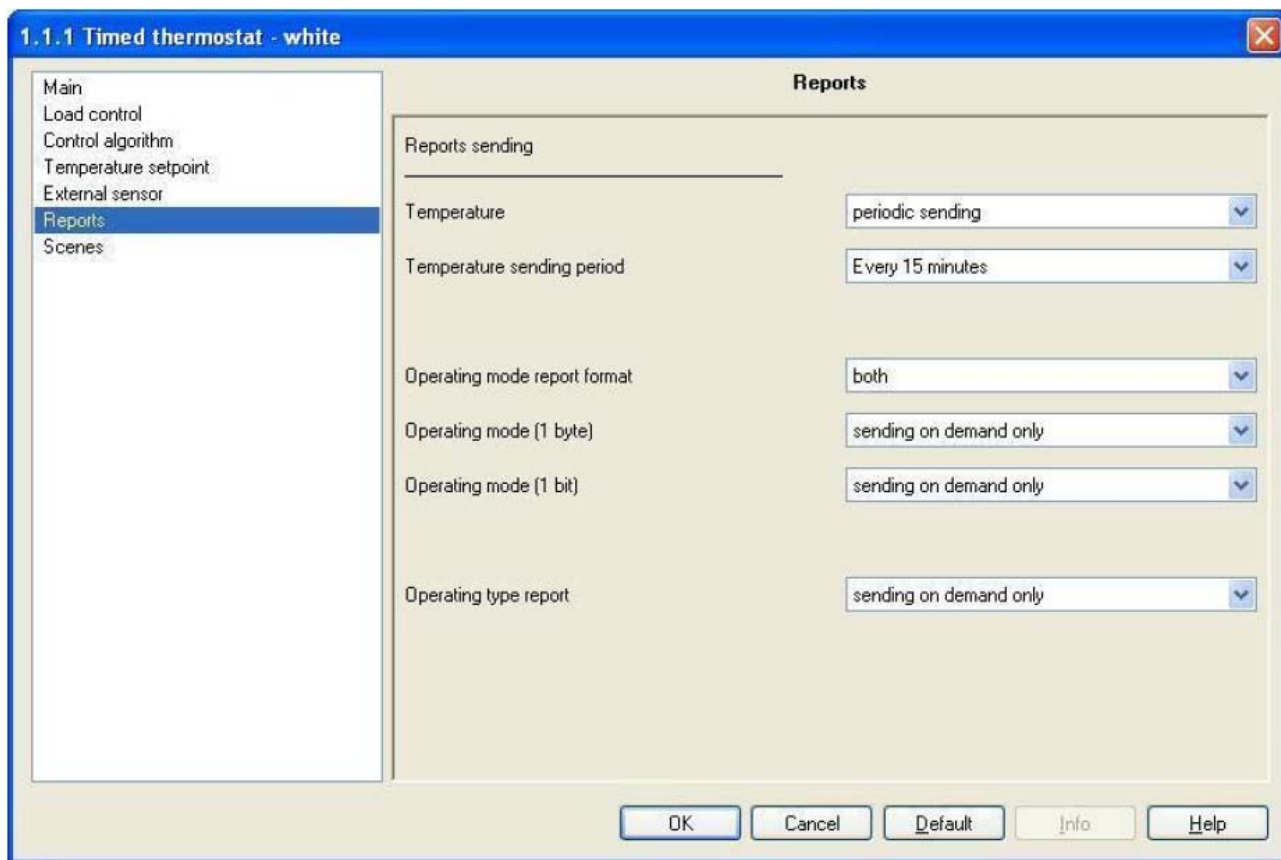 1.1.1 Timed thermostat - white
Main
Load control
Control algorithm
Temperature setpoint
External sensor
Reports
Scenes
Reports
Reports sending
Temperature periodic sending
Temperature sending period Every 15 minutes
Operating mode report format both
Operating mode (1 byte) sending on demand only
Operating mode (1 bit) sending on demand only
Operating type report sending on demand only
OK Cancel Default Info Help